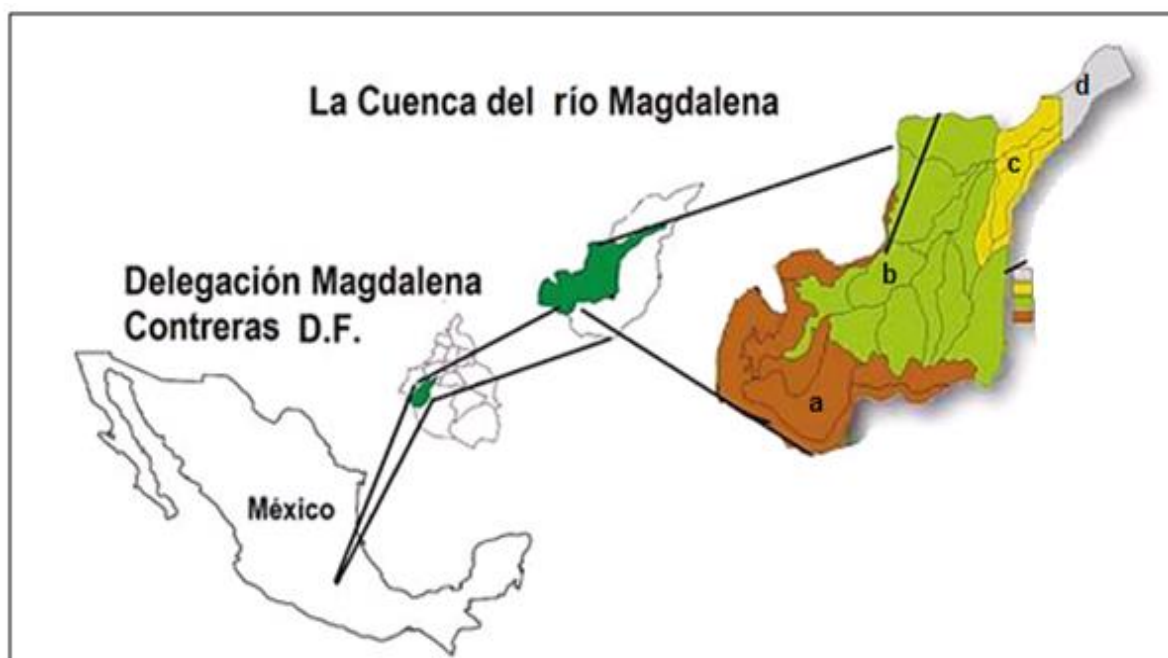 La Cuenca del río Magdalena
d
c
Delegación Magdalena
Contreras D.F.
b
a
México